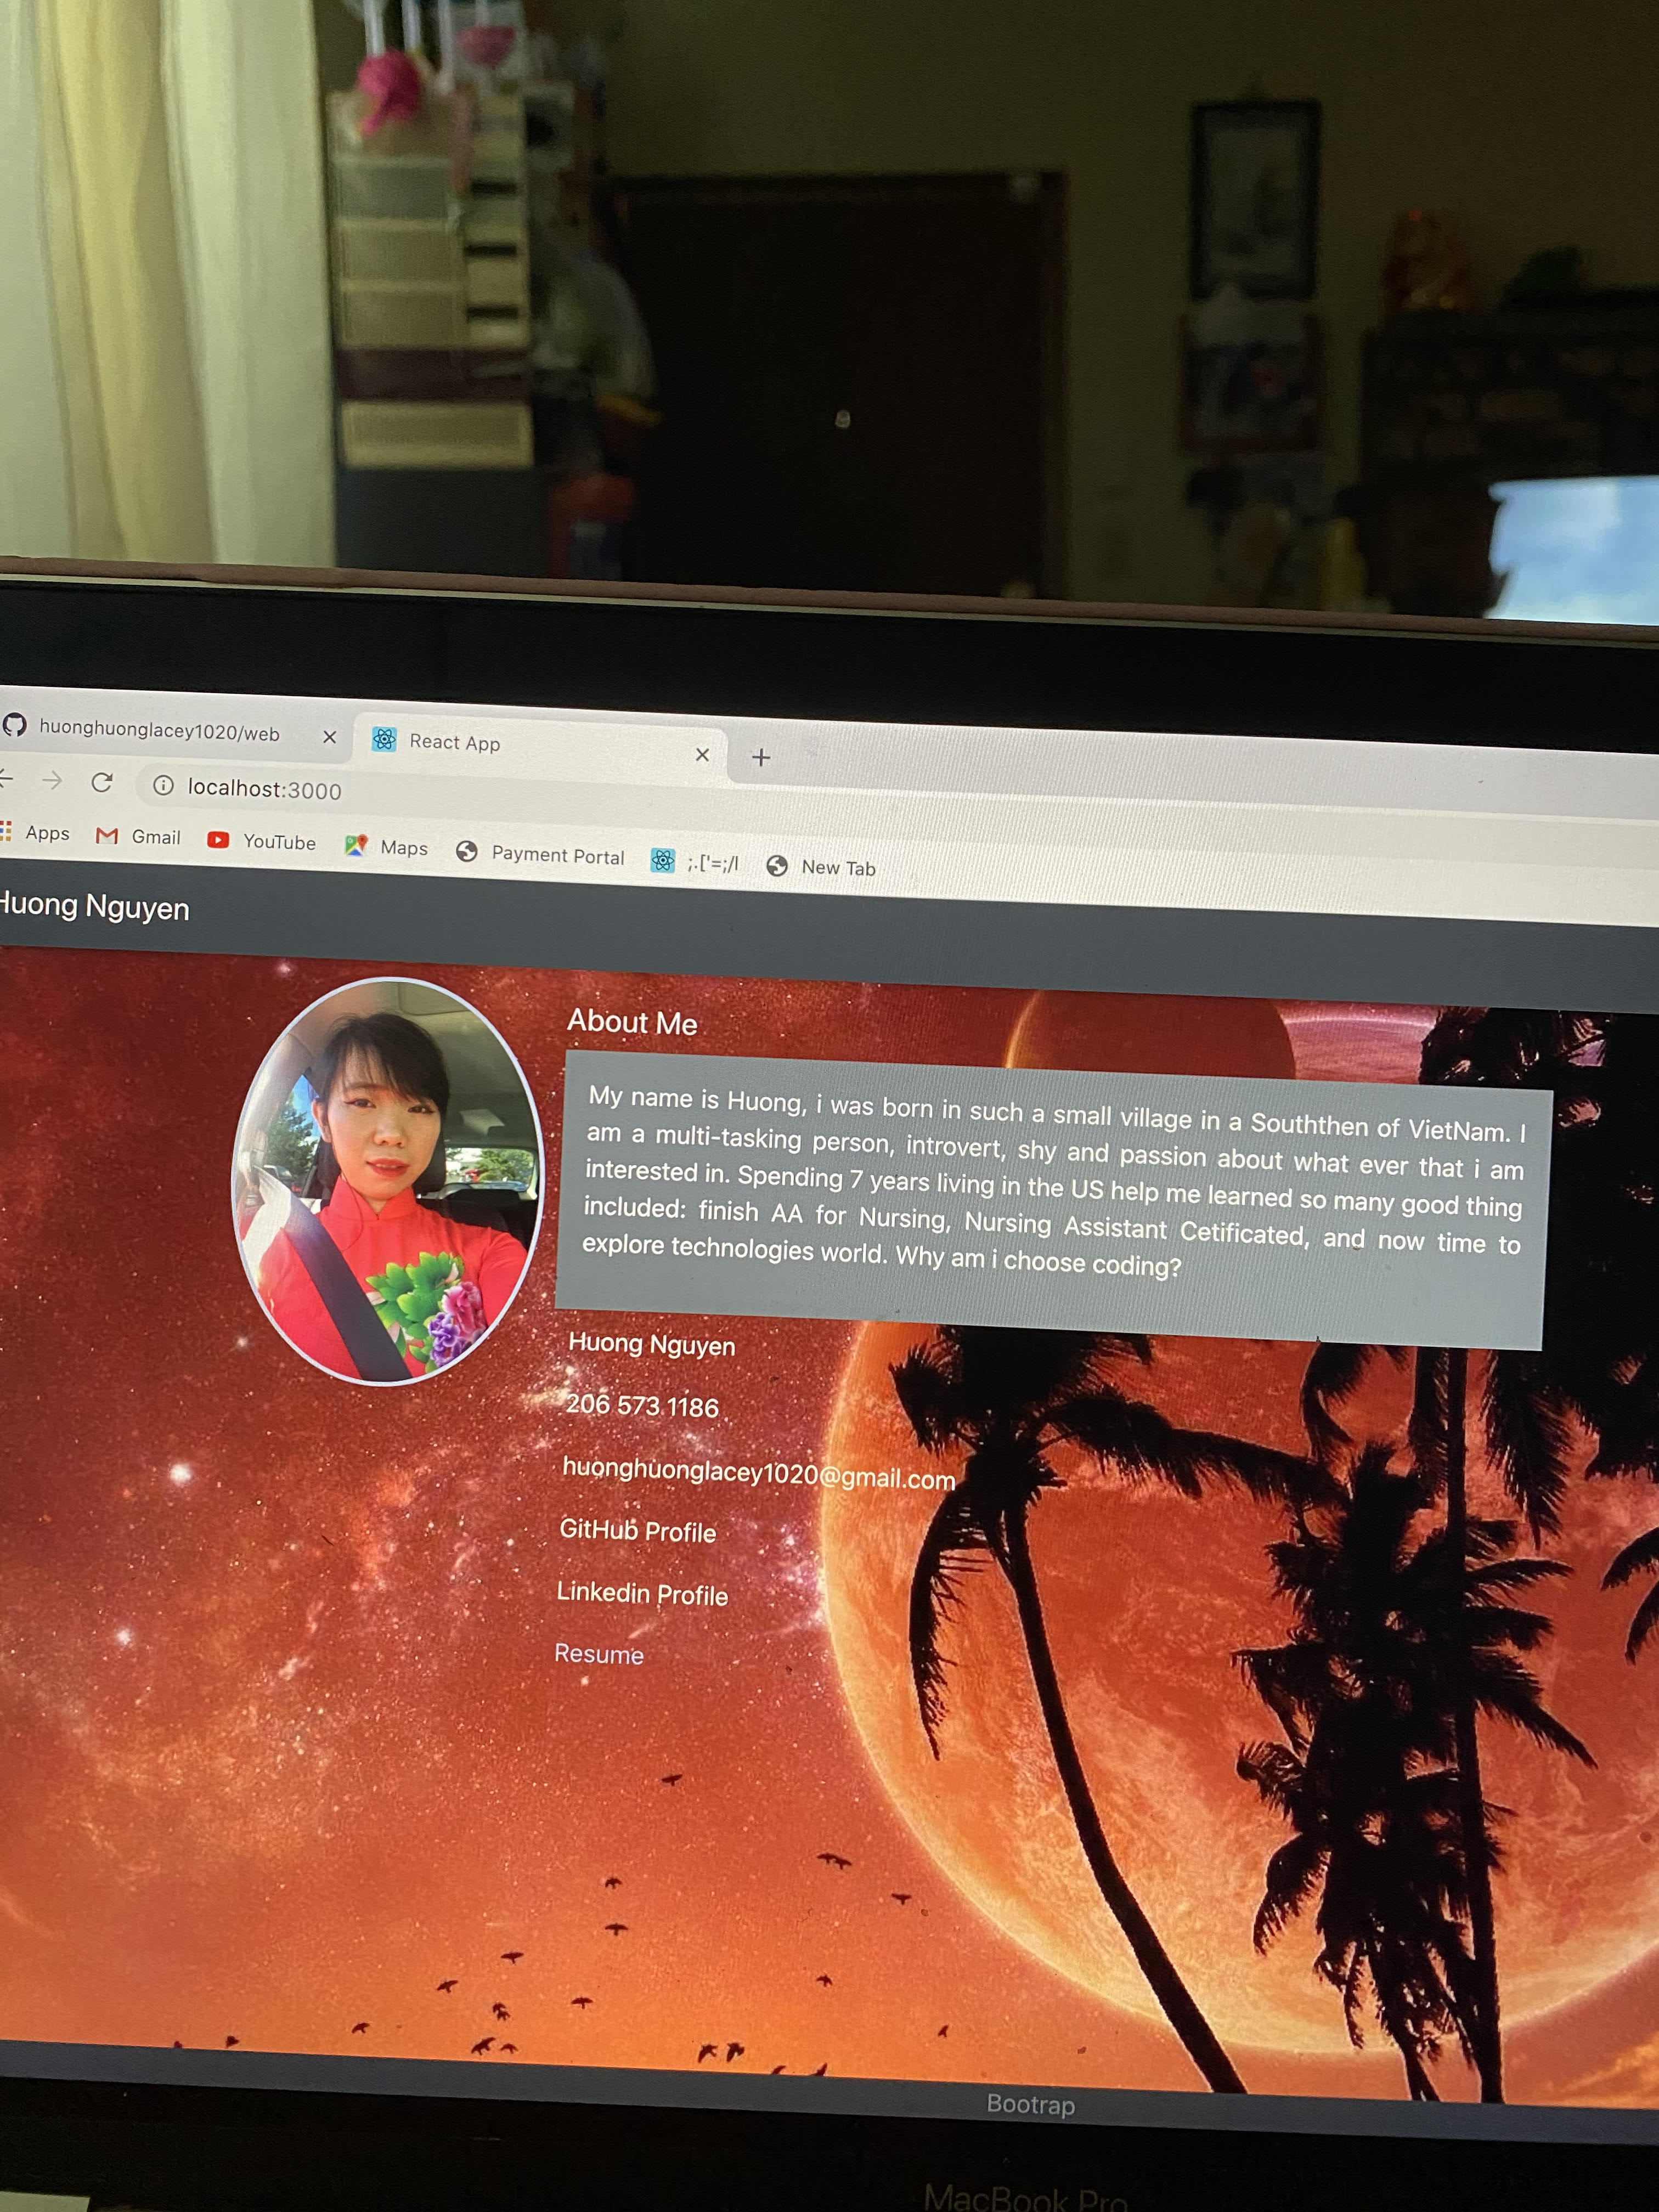 huonghuonglacey1020/web
React App
localhost:3000
Apps
Gmail
YouTube
Maps
Payment Portal
;.['=;/l
New Tab
Huong Nguyen
About Me
My name is Huong, i was born in such a small village in a Souththen of VietNam. I
am a multi-tasking person, introvert, shy and passion about what ever that i am
interested in. Spending 7 years living in the US help me learned so many good thing
included: finish AA for Nursing, Nursing Assistant Cetificated, and now time to
explore technologies world. Why am i choose coding?
Huong Nguyen
206 573 1186
huonghuonglacey1020@gmail.com
GitHub Profile
Linkedin Profile
Resume
Bootrap
MacBook Pro